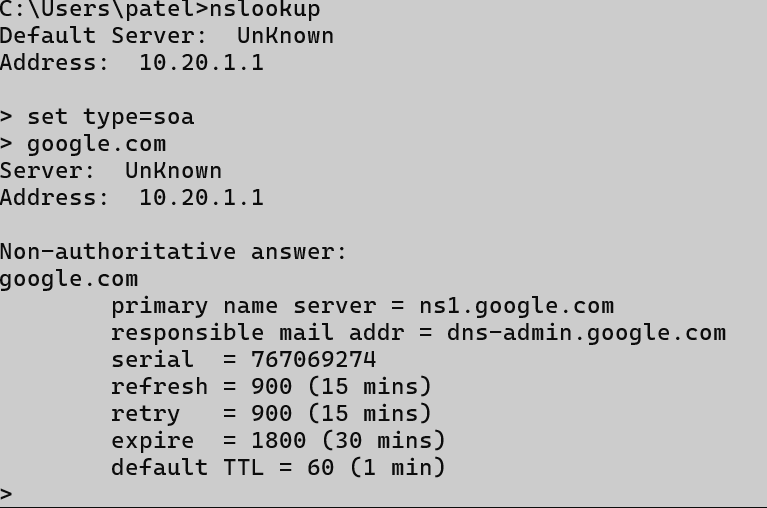 C:\Users\patel>nslookup
Default Server:  UnKnown
Address:  10.20.1.1

> set type=soa
> google.com
Server:  UnKnown
Address:  10.20.1.1

Non-authoritative answer:
google.com
        primary name server = ns1.google.com
        responsible mail addr = dns-admin.google.com
        serial  = 767069274
        refresh = 900 (15 mins)
        retry   = 900 (15 mins)
        expire  = 1800 (30 mins)
        default TTL = 60 (1 min)
>